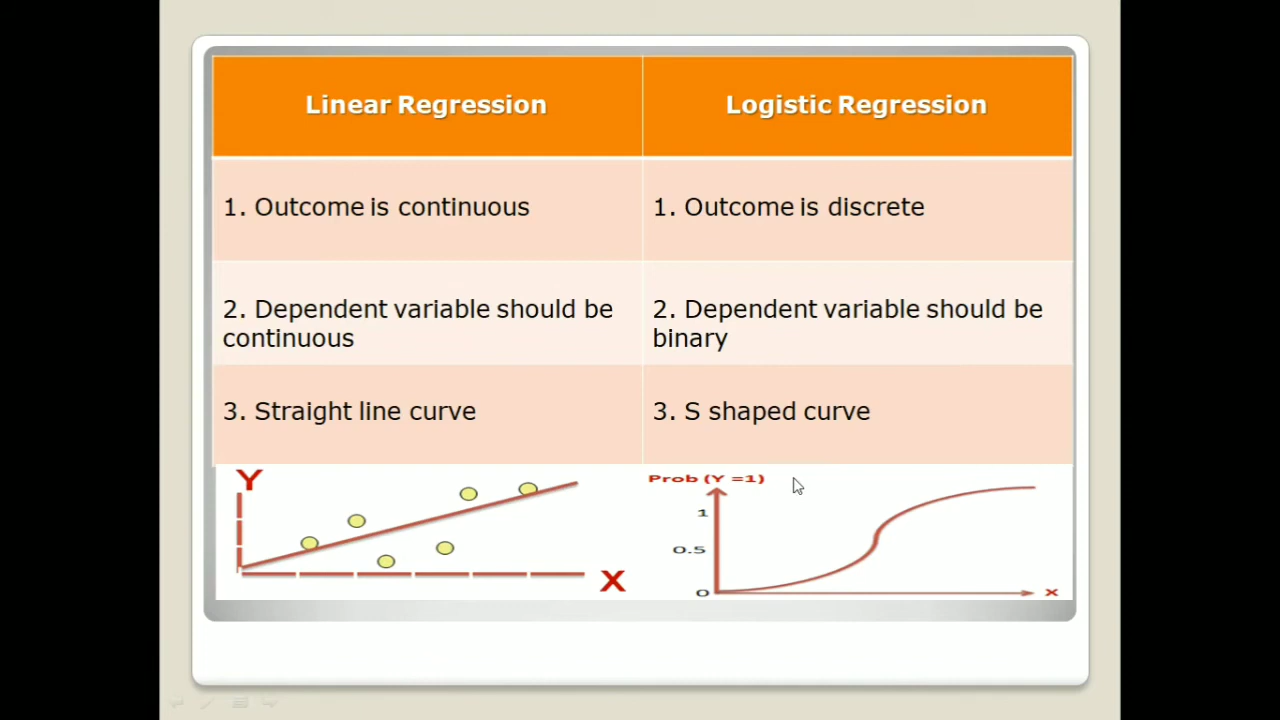 Linear Regression
Logistic Regression
1. Outcome is continuous
1. Outcome is discrete
2. Dependent variable should be
continuous
2. Dependent variable should be
binary
3. Straight line curve
3. S shaped curve
Y
X
Prob (Y =1)
1
0.5
0
x